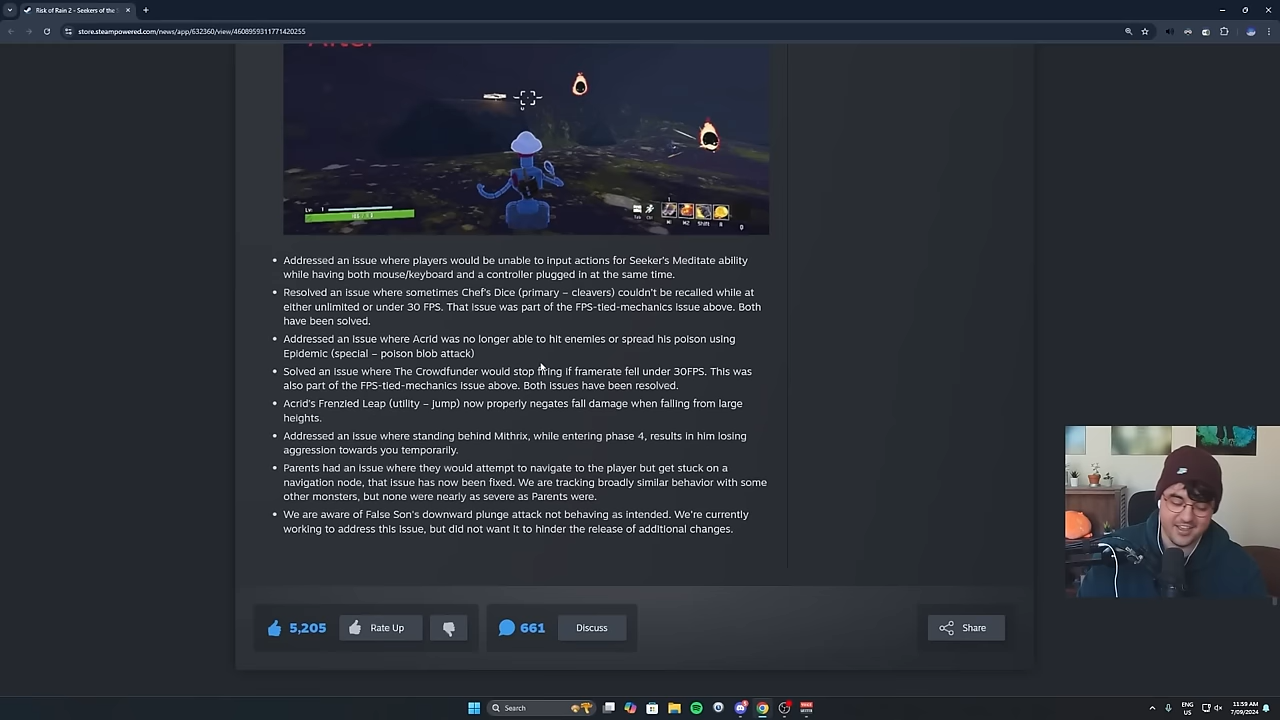 Risk of Rain 2 - Seekers of the S
store.steampowered.com/news/app/632360/view/4608959311771420255
After
Addressed an issue where players would be unable to input actions for Seeker's Meditate ability
while having both mouse/keyboard and a controller plugged in at the same time.
Resolved an issue where sometimes Chef's Dice (primary – cleavers) couldn't be recalled while at
either unlimited or under 30 FPS. That issue was part of the FPS-tied-mechanics issue above. Both
have been solved.
Addressed an issue where Acrid was no longer able to hit enemies or spread his poison using
Epidemic (special – poison blob attack)
Solved an issue where The Crowdfunder would stop firing if framerate fell under 30FPS. This was
also part of the FPS-tied-mechanics issue above. Both issues have been resolved.
Acrid's Frenzied Leap (utility – jump) now properly negates fall damage when falling from large
heights.
Addressed an issue where standing behind Mithrix, while entering phase 4, results in him losing
aggression towards you temporarily.
Parents had an issue where they would attempt to navigate to the player but get stuck on a
navigation node, that issue has now been fixed. We are tracking broadly similar behavior with some
other monsters, but none were nearly as severe as Parents were.
We are aware of False Son's downward plunge attack not behaving as intended. We're currently
working to address this issue, but did not want it to hinder the release of additional changes.
5,205 Rate Up 661 Discuss Share
Search ENG US 11:59 AM 7/09/2024